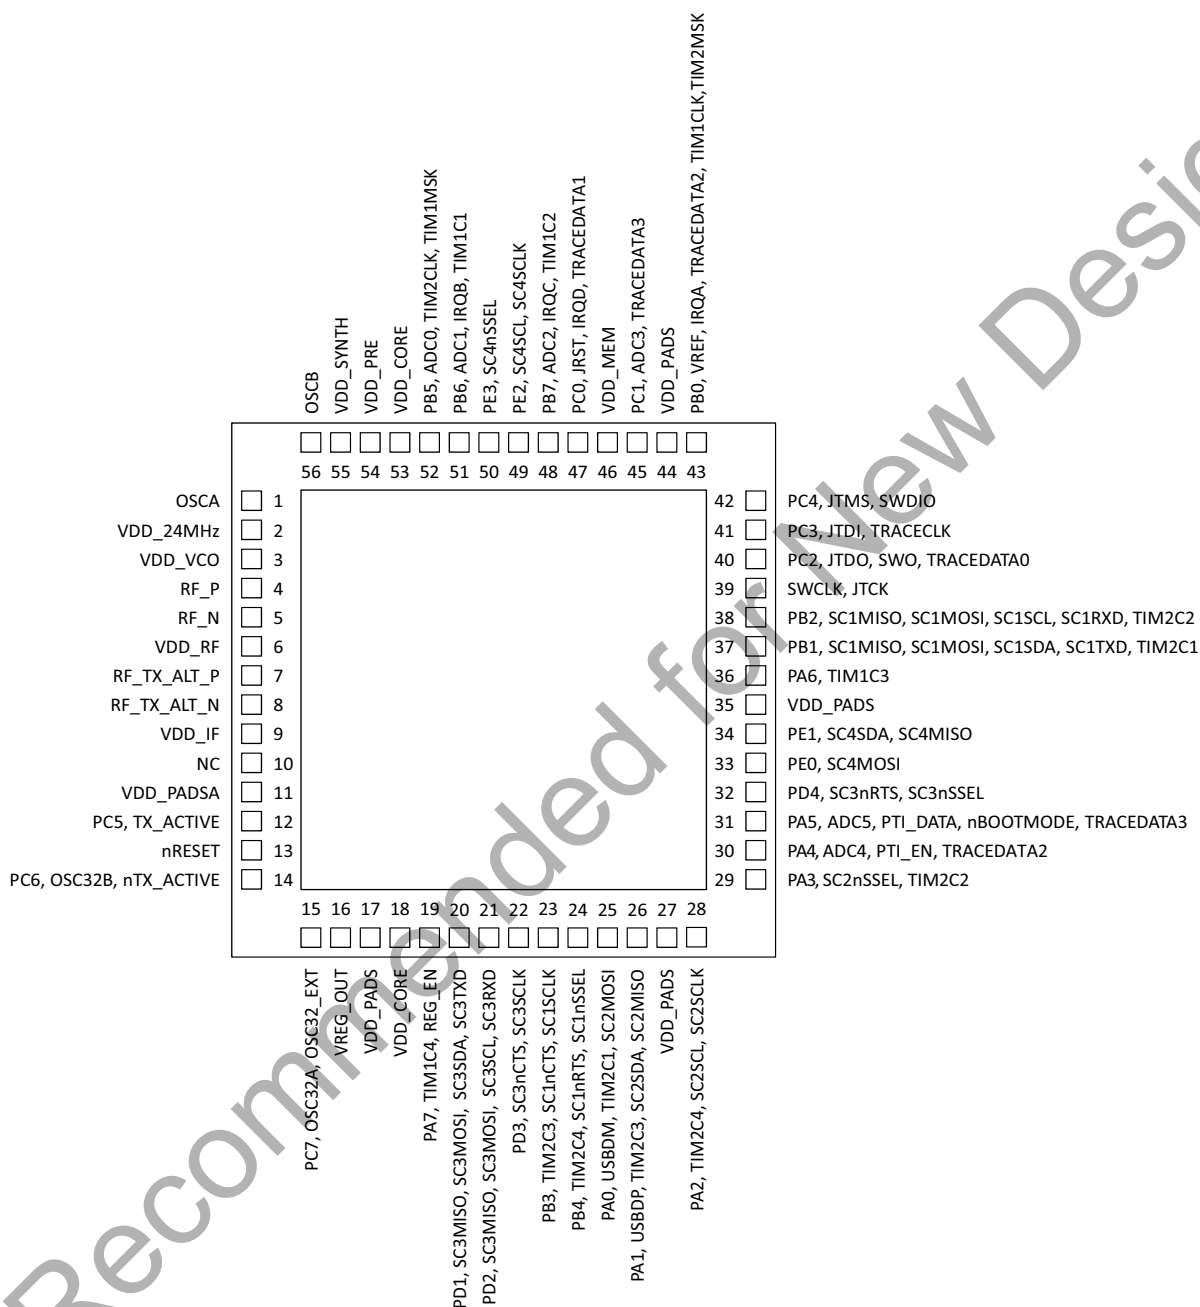 OSCB
VDD_SYNTH
VDD_PRE
VDD_CORE
PB5, ADC0, TIM2CLK, TIM1MSK
PB6, ADC1, IRQB, TIM1C1
PE3, SC4nSSEL
PE2, SC4SCL, SC4SCLK
PB7, ADC2, IRQC, TIM1C2
PC0, JRST, IRQD, TRACEDATA1
VDD_MEM
PC1, ADC3, TRACEDATA3
VDD_PADS
PB0, VREF, IRQA, TRACEDATA2, TIM1CLK,TIM2MSK
56 55 54 53 52 51 50 49 48 47 46 45 44 43
OSCA 1
VDD_24MHz 2
VDD_VCO 3
RF_P 4
RF_N 5
VDD_RF 6
RF_TX_ALT_P 7
RF_TX_ALT_N 8
VDD_IF 9
NC 10
VDD_PADSA 11
PC5, TX_ACTIVE 12
nRESET 13
PC6, OSC32B, nTX_ACTIVE 14
42 PC4, JTMS, SWDIO
41 PC3, JTDI, TRACECLK
40 PC2, JTDO, SWO, TRACEDATA0
39 SWCLK, JTCK
38 PB2, SC1MISO, SC1MOSI, SC1SCL, SC1RXD, TIM2C2
37 PB1, SC1MISO, SC1MOSI, SC1SDA, SC1TXD, TIM2C1
36 PA6, TIM1C3
35 VDD_PADS
34 PE1, SC4SDA, SC4MISO
33 PE0, SC4MOSI
32 PD4, SC3nRTS, SC3nSSEL
31 PA5, ADC5, PTI_DATA, nBOOTMODE, TRACEDATA3
30 PA4, ADC4, PTI_EN, TRACEDATA2
29 PA3, SC2nSSEL, TIM2C2
15 16 17 18 19 20 21 22 23 24 25 26 27 28
PC7, OSC32A, OSC32_EXT
VREG_OUT
VDD_PADS
VDD_CORE
PA7, TIM1C4, REG_EN
PD1, SC3MISO, SC3MOSI, SC3SDA, SC3TXD
PD2, SC3MISO, SC3MOSI, SC3SCL, SC3RXD
PD3, SC3nCTS, SC3SCLK
PB3, TIM2C3, SC1nCTS, SC1SCLK
PB4, TIM2C4, SC1nRTS, SC1nSSEL
PA0, USBDM, TIM2C1, SC2MOSI
PA1, USBDP, TIM2C3, SC2SDA, SC2MISO
VDD_PADS
PA2, TIM2C4, SC2SCL, SC2SCLK
Recommended for New Desig